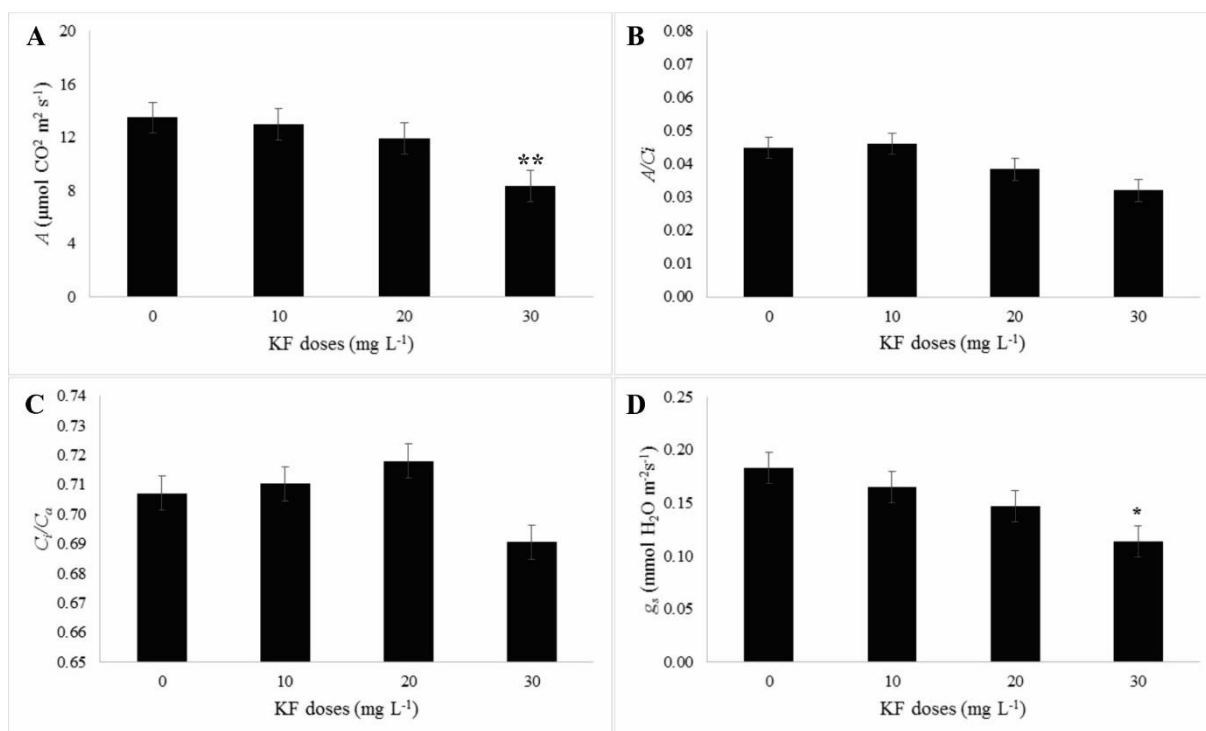 A
A (µmol CO² m² s⁻¹)
20
16
12
8
4
0
**
0 10 20 30
KF doses (mg L⁻¹)
B
A/Ci
0.08
0.07
0.06
0.05
0.04
0.03
0.02
0.01
0.00
0 10 20 30
KF doses (mg L⁻¹)
C
Cᵢ/Cₐ
0.74
0.73
0.72
0.71
0.70
0.69
0.68
0.67
0.66
0.65
0 10 20 30
KF doses (mg L⁻¹)
D
gₛ (mmol H₂O m⁻²s⁻¹)
0.25
0.20
0.15
0.10
0.05
0.00
*
0 10 20 30
KF doses (mg L⁻¹)